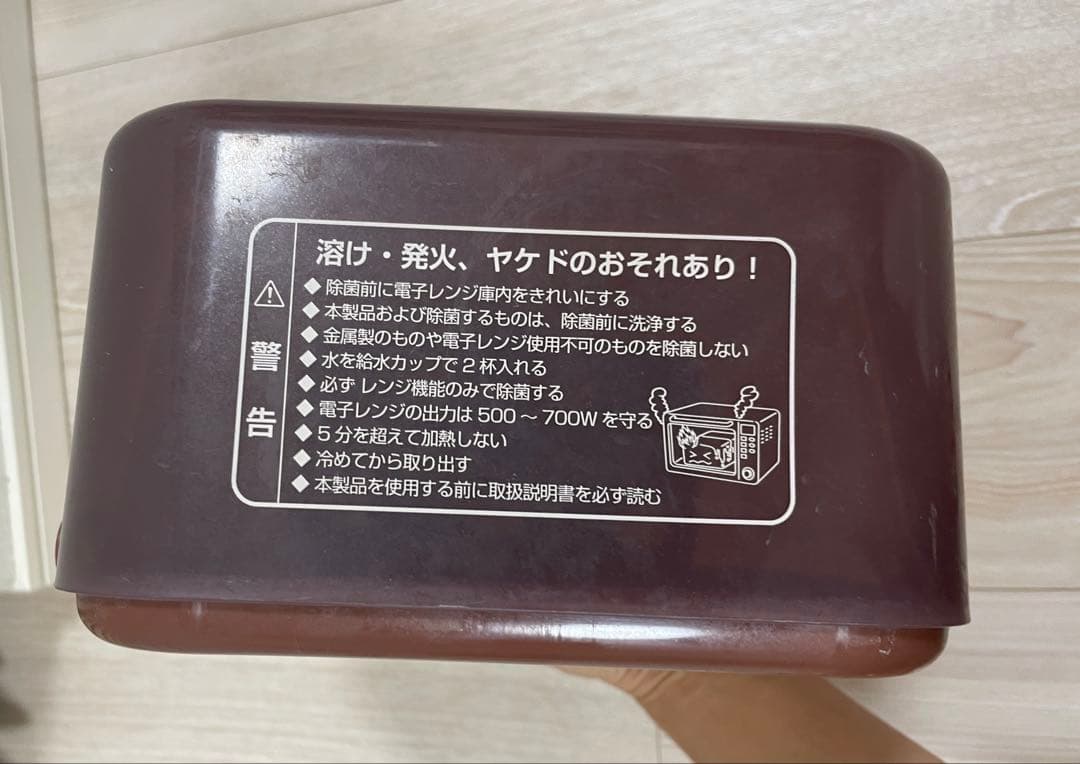 溶け・発火、ヤケドのおそれあり！
◆除菌前に電子レンジ庫内をきれいにする
◆本製品および除菌するものは、除菌前に洗浄する
◆金属製のものや電子レンジ使用不可のものを除菌しない
◆水を給水カップで2杯入れる
◆必ず レンジ機能のみで除菌する
◆電子レンジの出力は 500～700W を守る
◆5分を超えて加熱しない
◆冷めてから取り出す
◆本製品を使用する前に取扱説明書を必ず読む
警告